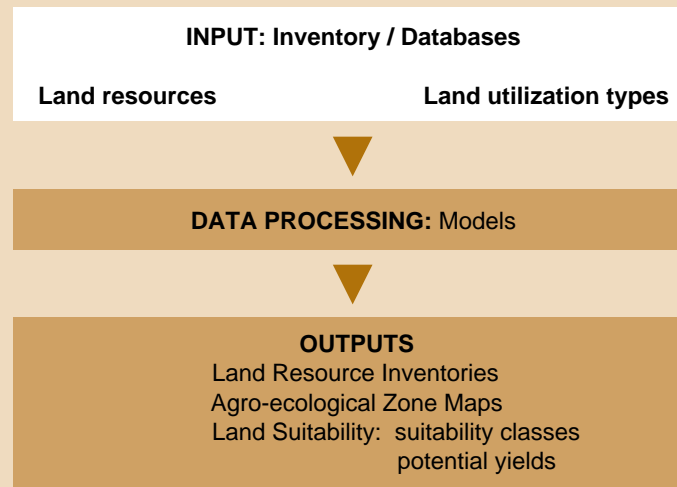 INPUT: Inventory / Databases
Land resources Land utilization types
DATA PROCESSING: Models
OUTPUTS
Land Resource Inventories
Agro-ecological Zone Maps
Land Suitability: suitability classes
potential yields